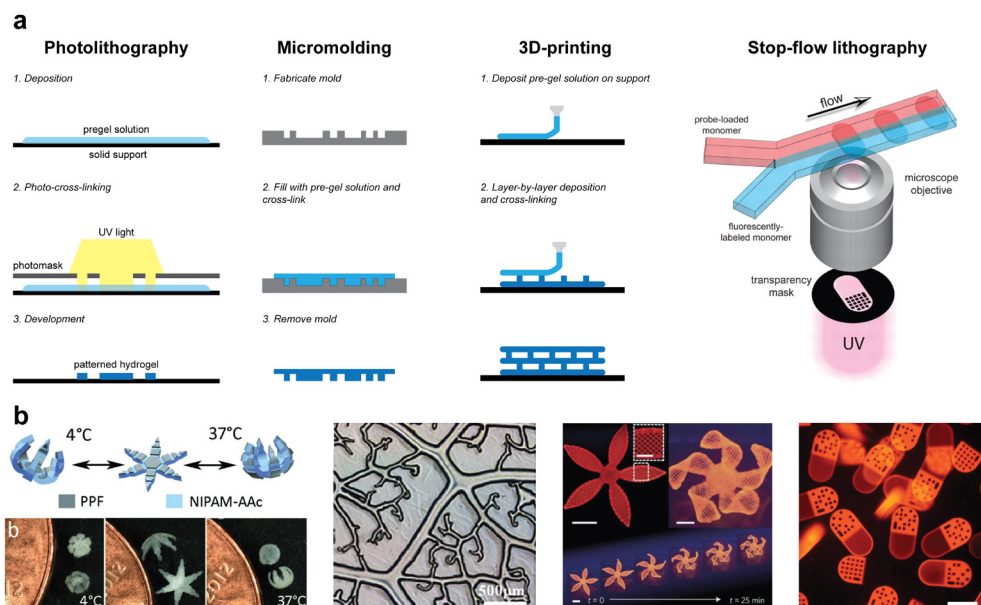 a
Photolithography
1. Deposition
pregel solution
solid support
2. Photo-cross-linking
UV light
photomask
3. Development
patterned hydrogel
Micromolding
1. Fabricate mold
2. Fill with pre-gel solution and
cross-link
3. Remove mold
3D-printing
1. Deposit pre-gel solution on support
2. Layer-by-layer deposition
and cross-linking
Stop-flow lithography
flow
probe-loaded
monomer
microscope
objective
fluorescently-
labeled monomer
transparency
mask
UV
b
4°C
37°C
PPF
NIPAM-AAc
b
4°C
2012
37°C
500μm
t = 0
t = 25 min